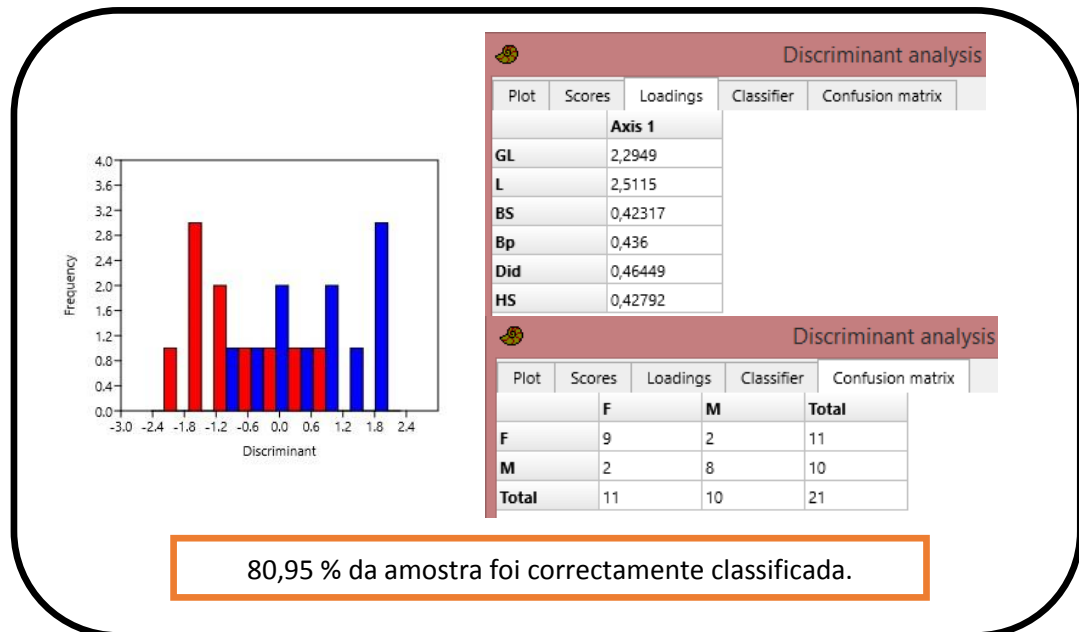 Discriminant analysis
Plot Scores Loadings Classifier Confusion matrix
Axis 1
GL 2,2949
L 2,5115
BS 0,42317
Bp 0,436
Did 0,46449
HS 0,42792
4.0
3.6
3.2
2.8
2.4
2.0
1.6
1.2
0.8
0.4
0.0
Frequency
-3.0 -2.4 -1.8 -1.2 -0.6 0.0 0.6 1.2 1.8 2.4
Discriminant
Discriminant analysis
Plot Scores Loadings Classifier Confusion matrix
F M Total
F 9 2 11
M 2 8 10
Total 11 10 21
80,95 % da amostra foi correctamente classificada.